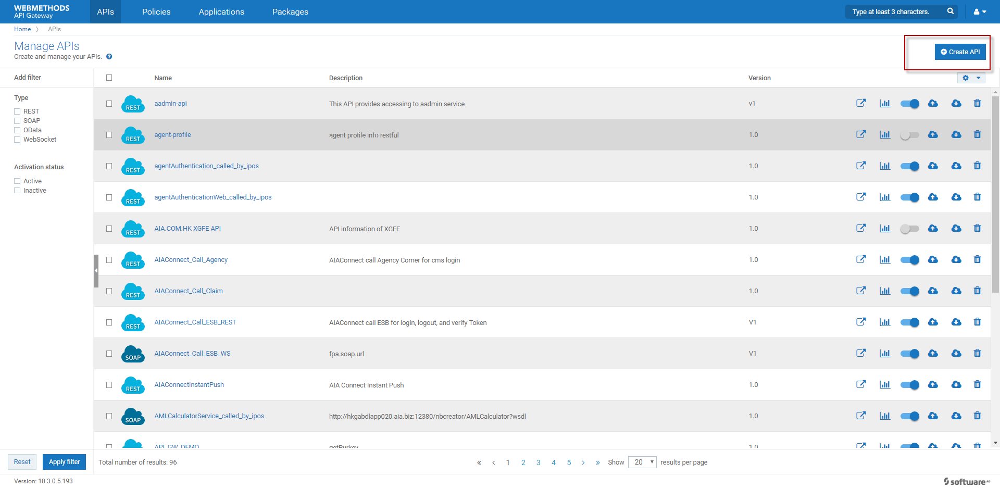 WEBMETHODS
API Gateway
APIs
Policies
Applications
Packages
Type at least 3 characters.
Home
APIs
Manage APIs
Create and manage your APIs.
Create API
Add filter
Name
Description
Version
Type
REST
SOAP
OData
WebSocket
Activation status
Active
Inactive
REST
aadmin-api
This API provides accessing to aadmin service
v1
REST
agent-profile
agent profile info restful
1.0
REST
agentAuthentication_called_by_ipos
1.0
REST
agentAuthenticationWeb_called_by_ipos
1.0
REST
AIA.COM.HK XGFE API
API information of XGFE
1.0
REST
AIAConnect_Call_Agency
AIAConnect call Agency Corner for cms login
1.0
REST
AIAConnect_Call_Claim
1.0
REST
AIAConnect_Call_ESB_REST
AIAConnect call ESB for login, logout, and verify Token
V1
SOAP
AIAConnect_Call_ESB_WS
fpa.soap.url
V1
REST
AIAConnectInstantPush
AIA Connect Instant Push
1.0
SOAP
AMLCalculatorService_called_by_ipos
http://hkgabdlapp020.aia.biz:12380/nbcreator/AMLCalculator?wsdl
1.0
API_GW_DEMO
1.0
Reset
Apply filter
Total number of results: 96
« ‹ 1 2 3 4 5 › »
Show 20 results per page
Version: 10.3.0.5.193
software AG